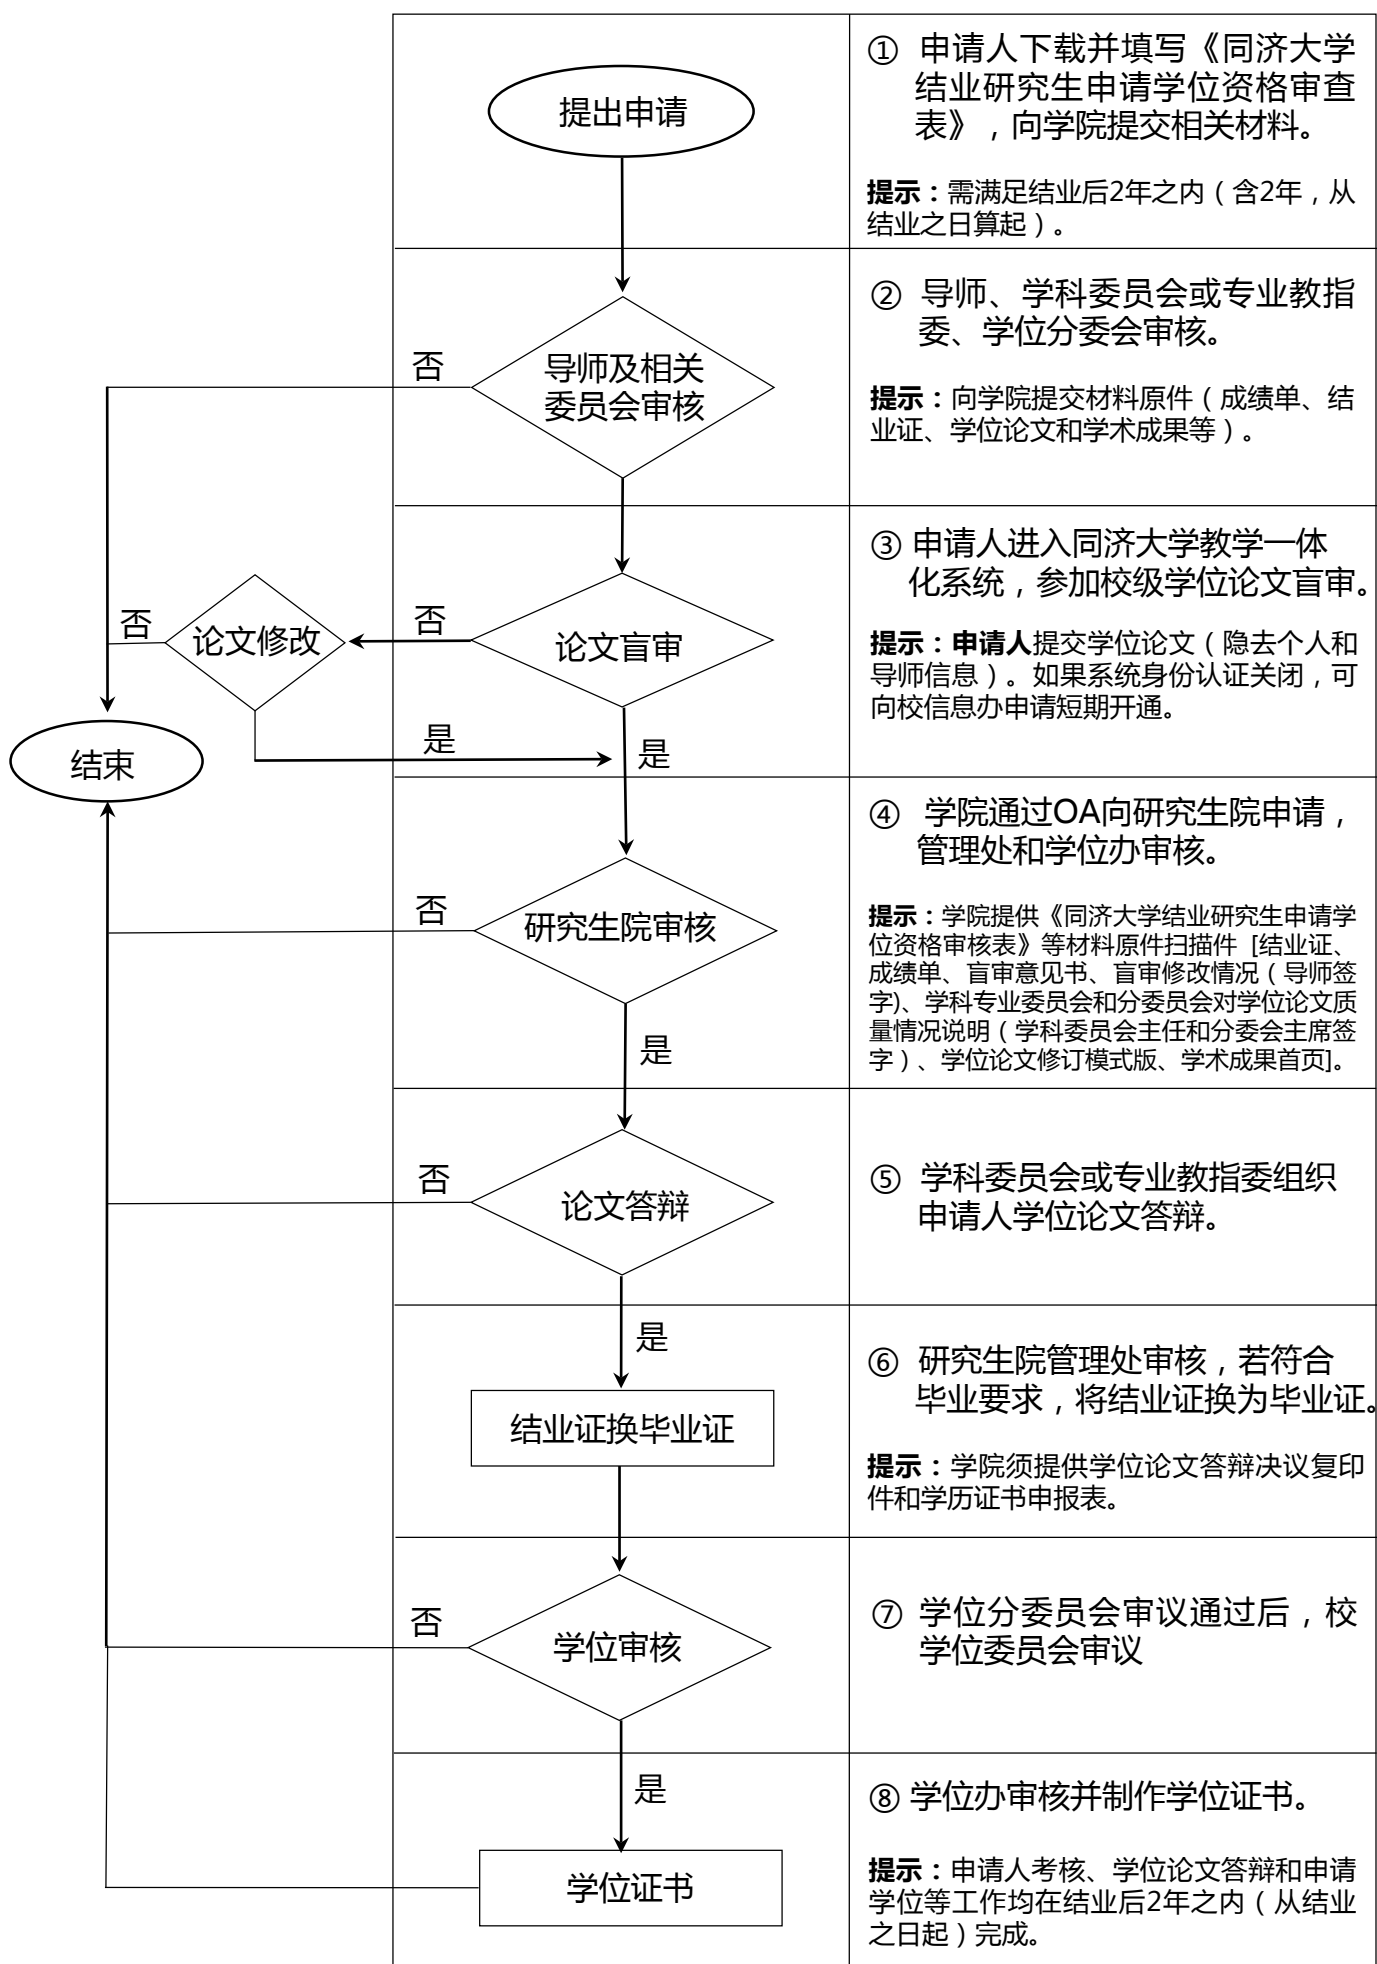 提出申请
① 申请人下载并填写《同济大学
结业研究生申请学位资格审查
表》，向学院提交相关材料。
提示：需满足结业后2年之内（含2年，从
结业之日算起）。
否
导师及相关
委员会审核
② 导师、学科委员会或专业教指
委、学位分委会审核。
提示：向学院提交材料原件（成绩单、结
业证、学位论文和学术成果等）。
否
论文修改
否
论文盲审
是
是
结束
③ 申请人进入同济大学教学一体
化系统，参加校级学位论文盲审。
提示：申请人提交学位论文（隐去个人和
导师信息）。如果系统身份认证关闭，可
向校信息办申请短期开通。
否
研究生院审核
是
④ 学院通过OA向研究生院申请，
管理处和学位办审核。
提示：学院提供《同济大学结业研究生申请学
位资格审核表》等材料原件扫描件 [结业证、
成绩单、盲审意见书、盲审修改情况（导师签
字)、学科专业委员会和分委员会对学位论文质
量情况说明（学科委员会主任和分委会主席签
字）、学位论文修订模式版、学术成果首页]。
否
论文答辩
是
⑤ 学科委员会或专业教指委组织
申请人学位论文答辩。
结业证换毕业证
⑥ 研究生院管理处审核，若符合
毕业要求，将结业证换为毕业证。
提示：学院须提供学位论文答辩决议复印
件和学历证书申报表。
否
学位审核
是
⑦ 学位分委员会审议通过后，校
学位委员会审议
学位证书
⑧ 学位办审核并制作学位证书。
提示：申请人考核、学位论文答辩和申请
学位等工作均在结业后2年之内（从结业
之日起）完成。